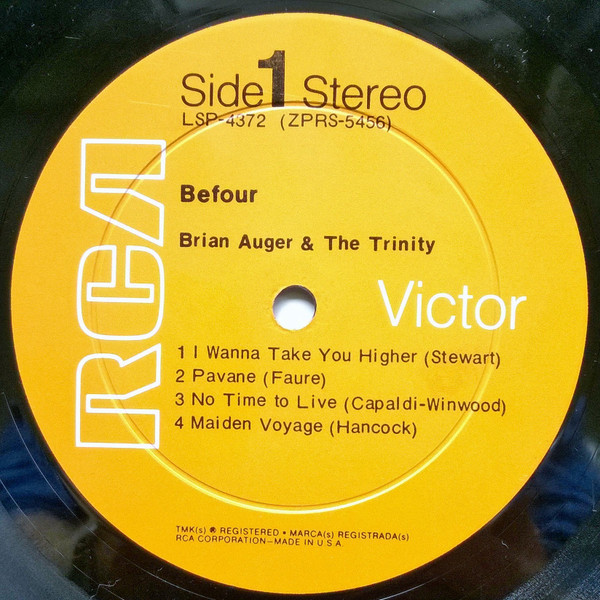 Side 1 Stereo
LSP-4372 (ZPRS-5456)
Befour
Brian Auger & The Trinity
RCA
Victor
1 I Wanna Take You Higher (Stewart)
2 Pavane (Faure)
3 No Time to Live (Capaldi-Winwood)
4 Maiden Voyage (Hancock)
TMK(s) ® REGISTERED • MARCA(s) REGISTRADA(s)
RCA CORPORATION—MADE IN U.S.A.